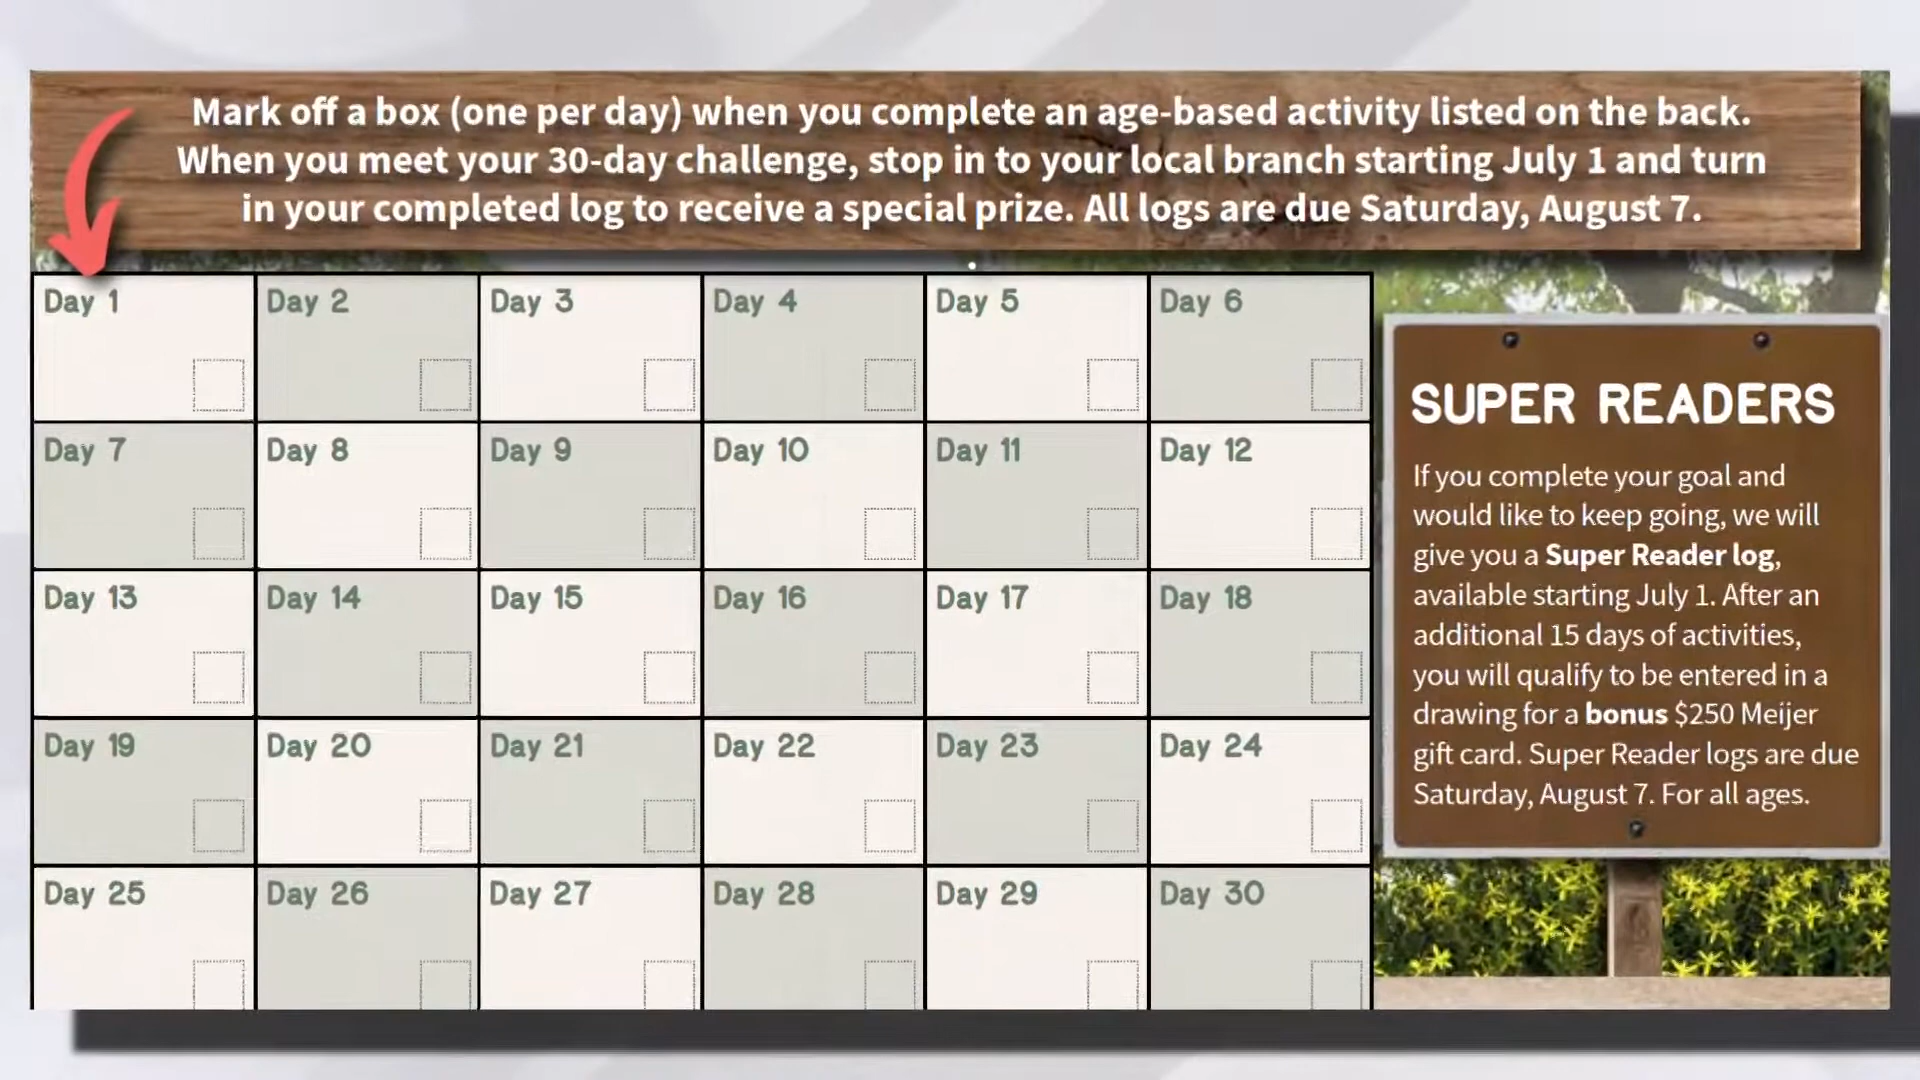 Mark off a box (one per day) when you complete an age-based activity listed on the back.
When you meet your 30-day challenge, stop in to your local branch starting July 1 and turn
in your completed log to receive a special prize. All logs are due Saturday, August 7.
Day 1
Day 2
Day 3
Day 4
Day 5
Day 6
Day 7
Day 8
Day 9
Day 10
Day 11
Day 12
Day 13
Day 14
Day 15
Day 16
Day 17
Day 18
Day 19
Day 20
Day 21
Day 22
Day 23
Day 24
Day 25
Day 26
Day 27
Day 28
Day 29
Day 30
SUPER READERS
If you complete your goal and
would like to keep going, we will
give you a Super Reader log,
available starting July 1. After an
additional 15 days of activities,
you will qualify to be entered in a
drawing for a bonus $250 Meijer
gift card. Super Reader logs are due
Saturday, August 7. For all ages.